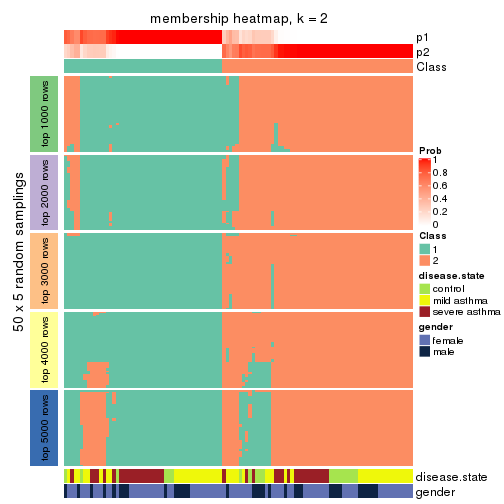 membership heatmap, k = 2
p1
p2
Class
50 x 5 random samplings
top 1000 rows
top 2000 rows
top 3000 rows
top 4000 rows
top 5000 rows
Prob
1
0.8
0.6
0.4
0.2
0
Class
1
2
disease.state
control
mild asthma
severe asthma
gender
female
male
disease.state
gender